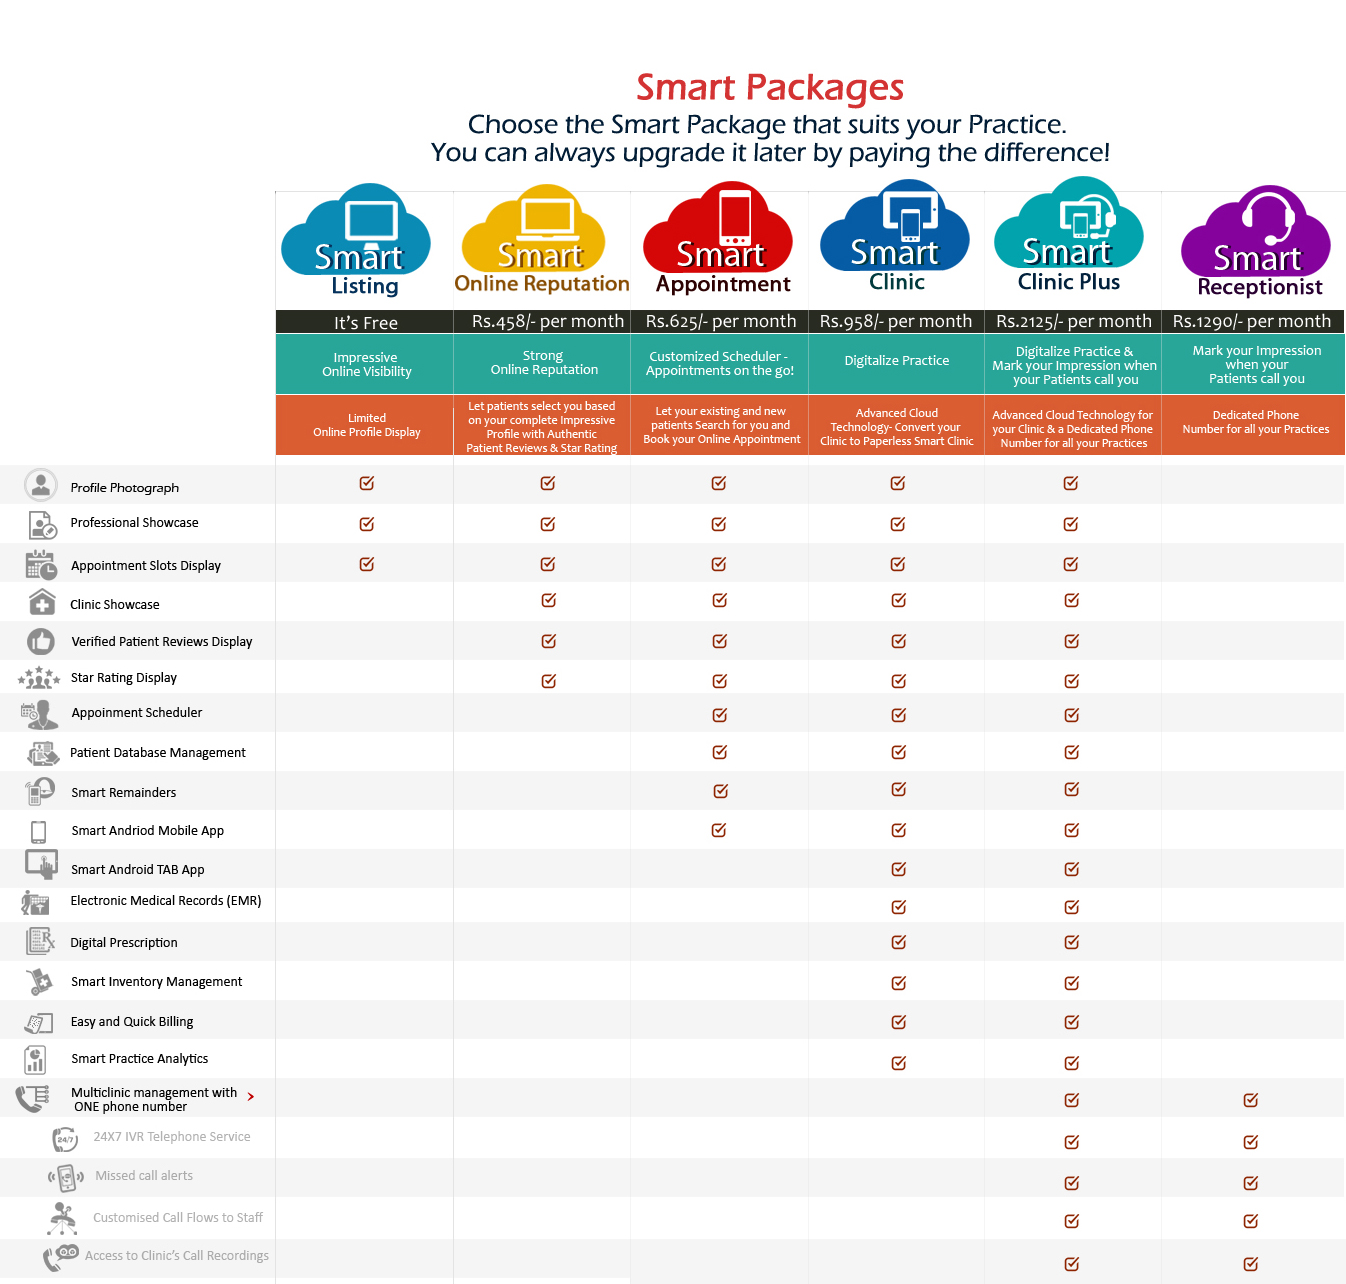 Smart Packages
Choose the Smart Package that suits your Practice.
You can always upgrade it later by paying the difference!
Smart
Listing
Smart
Online Reputation
Smart
Appointment
Smart
Clinic
Smart
Clinic Plus
Smart
Receptionist
It's Free
Rs.458/- per month
Rs.625/- per month
Rs.958/- per month
Rs.2125/- per month
Rs.1290/- per month
Impressive
Online Visibility
Strong
Online Reputation
Customized Scheduler -
Appointments on the go!
Digitalize Practice
Digitalize Practice &
Mark your Impression when
your Patients call you
Mark your Impression
when your
Patients call you
Limited
Online Profile Display
Let patients select you based
on your complete Impressive
Profile with Authentic
Patient Reviews & Star Rating
Let your existing and new
patients Search for you and
Book your Online Appointment
Advanced Cloud
Technology- Convert your
Clinic to Paperless Smart Clinic
Advanced Cloud Technology for
your Clinic & a Dedicated Phone
Number for all your Practices
Dedicated Phone
Number for all your Practices
Profile Photograph
Professional Showcase
Appointment Slots Display
Clinic Showcase
Verified Patient Reviews Display
Star Rating Display
Appoinment Scheduler
Patient Database Management
Smart Remainders
Smart Andriod Mobile App
Smart Android TAB App
Electronic Medical Records (EMR)
Digital Prescription
Smart Inventory Management
Easy and Quick Billing
Smart Practice Analytics
Multiclinic management with
ONE phone number
24/7
24X7 IVR Telephone Service
Missed call alerts
Customised Call Flows to Staff
Access to Clinic's Call Recordings